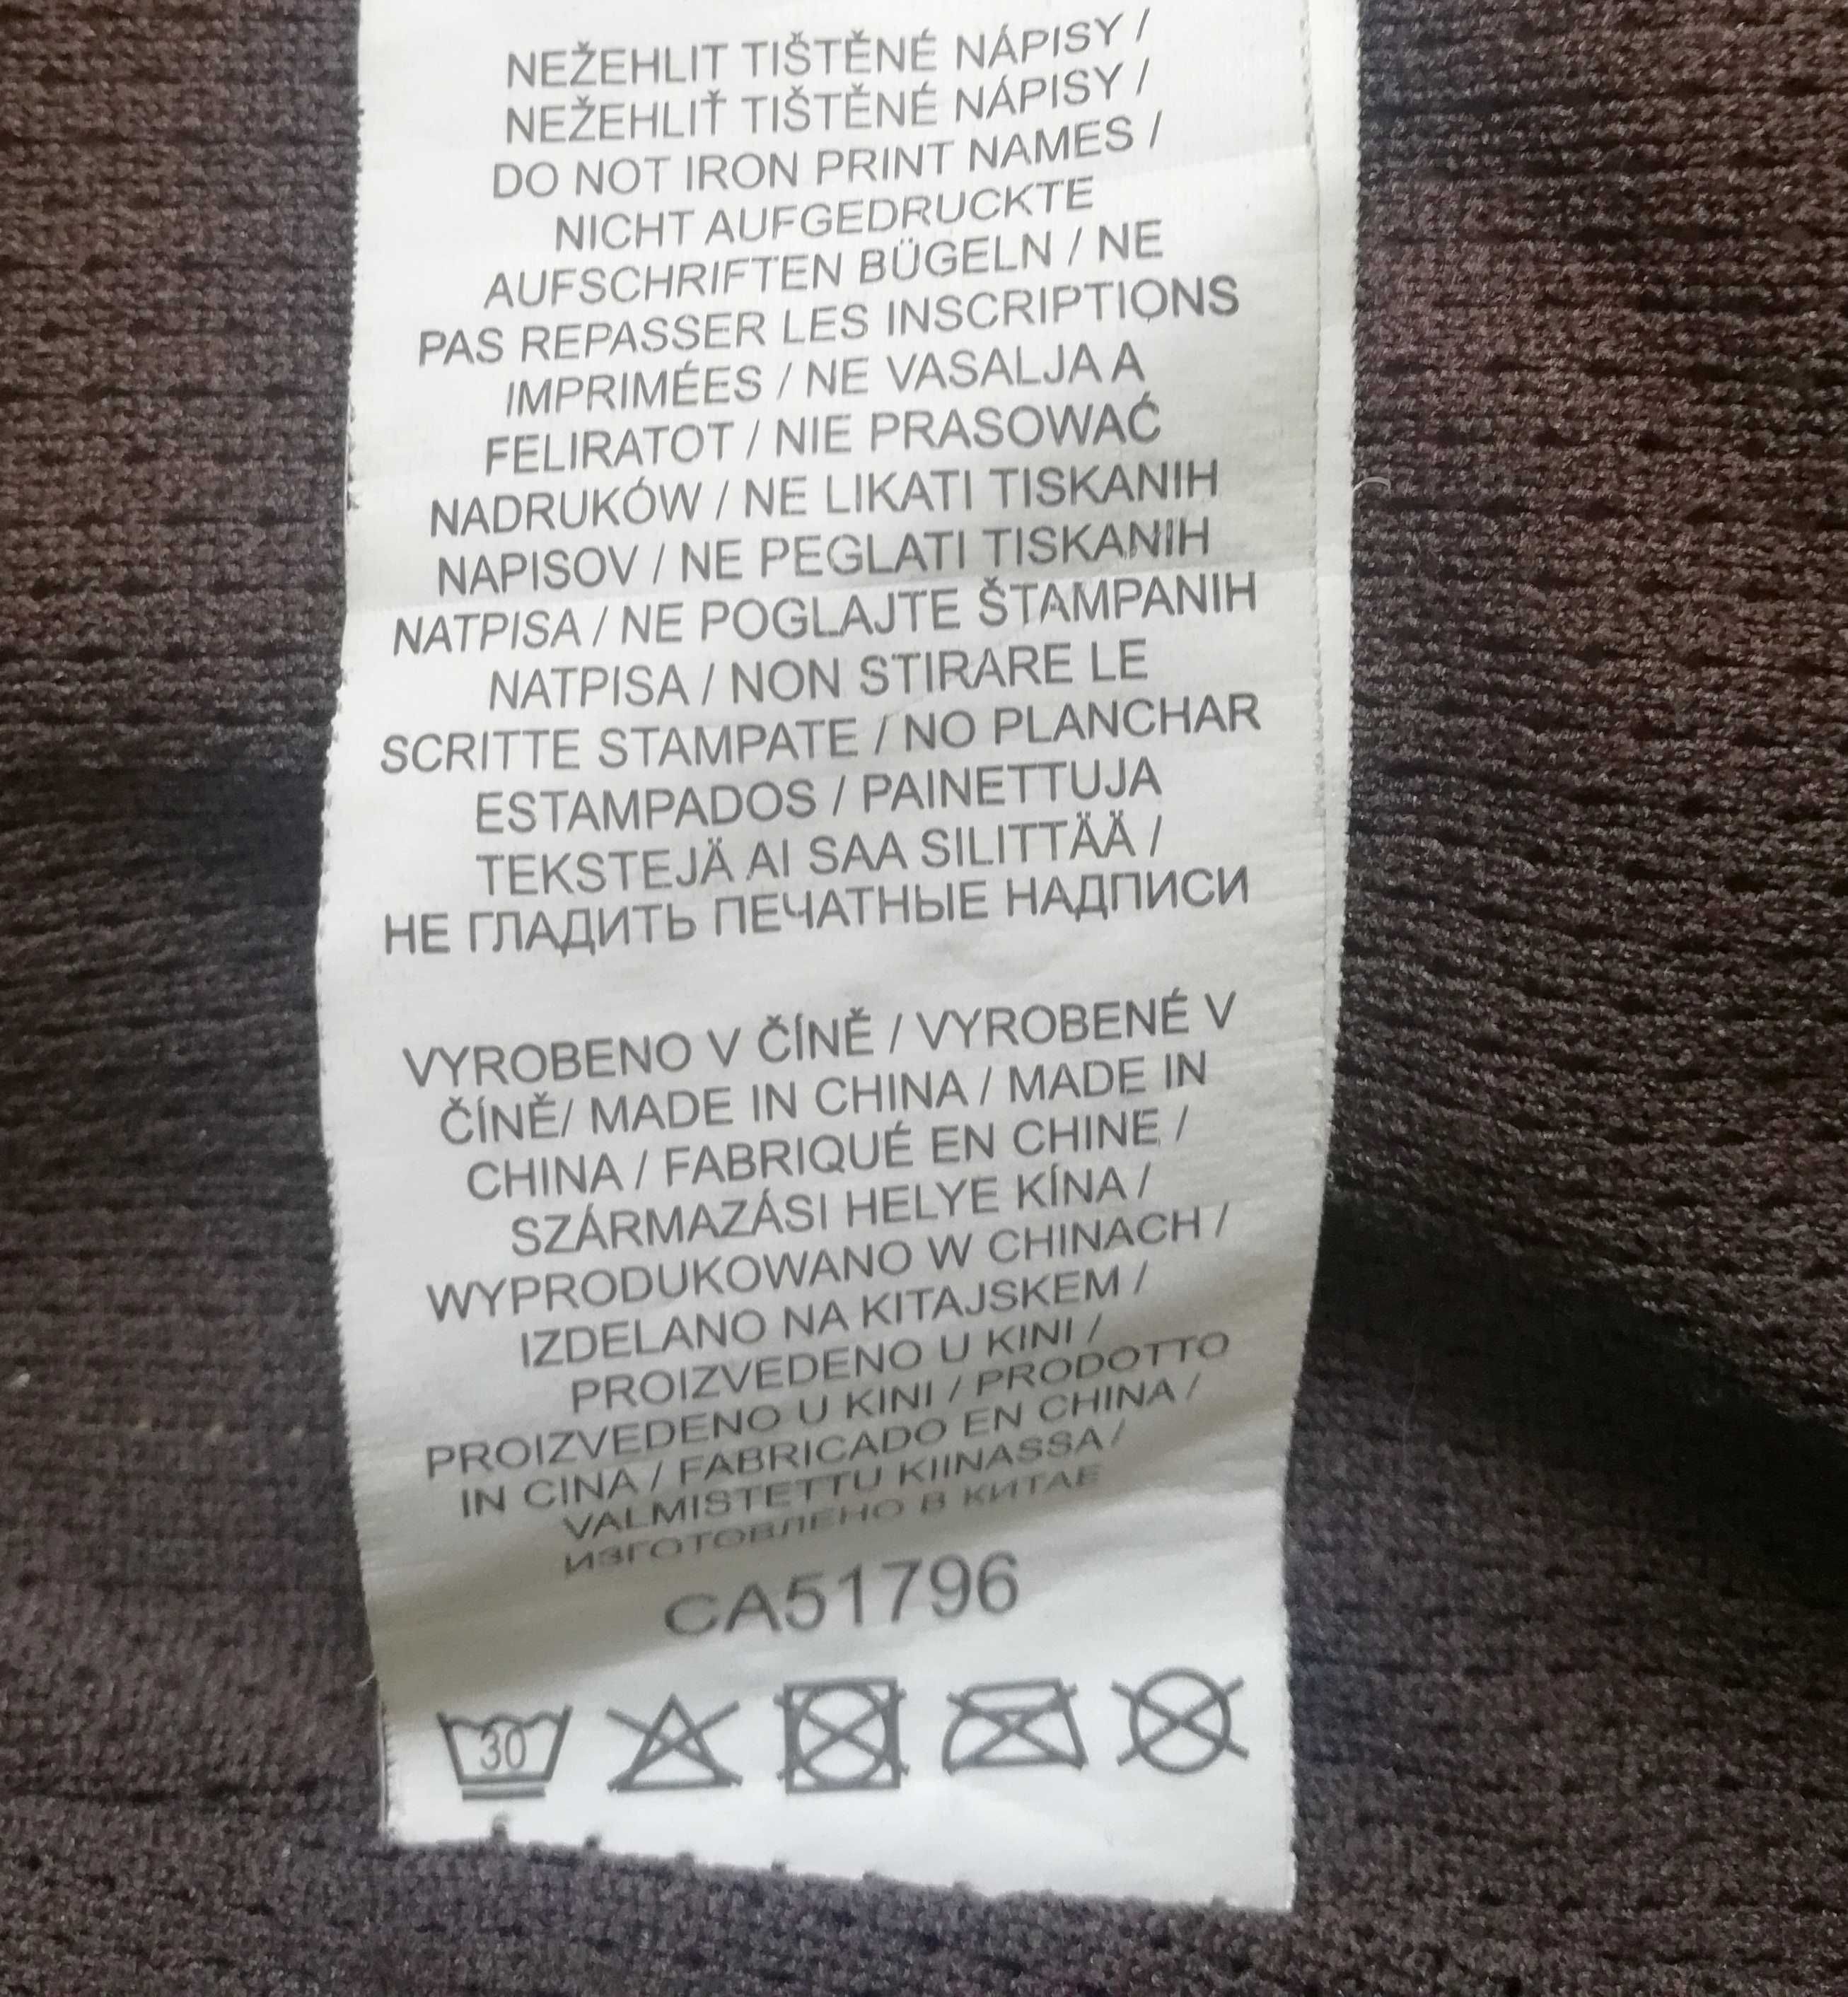 NEŽEHLIT TIŠTĚNÉ NÁPISY /
NEŽEHLIŤ TIŠTĚNÉ NÁPISY /
DO NOT IRON PRINT NAMES /
NICHT AUFGEDRUCKTE
AUFSCHRIFTEN BÜGELN / NE
PAS REPASSER LES INSCRIPTIONS
IMPRIMÉES / NE VASALJA A
FELIRATOT / NIE PRASOWAĆ
NADRUKÓW / NE LIKATI TISKANIH
NAPISOV / NE PEGLATI TISKANIH
NATPISA / NE POGLAJTE ŠTAMPANIH
NATPISA / NON STIRARE LE
SCRITTE STAMPATE / NO PLANCHAR
ESTAMPADOS / PAINETTUJA
TEKSTEJÄ AI SAA SILITTÄÄ /
НЕ ГЛАДИТЬ ПЕЧАТНЫЕ НАДПИСИ
VYROBENO V ČÍNĚ / VYROBENÉ V
ČÍNĚ/ MADE IN CHINA / MADE IN
CHINA / FABRIQUÉ EN CHINE /
SZÁRMAZÁSI HELYE KÍNA /
WYPRODUKOWANO W CHINACH /
IZDELANO NA KITAJSKEM /
PROIZVEDENO U KINI /
PROIZVEDENO U KINI / PRODOTTO
IN CINA / FABRICADO EN CHINA /
VALMISTETTU KIINASSA /
ИЗГОТОВЛЕНО В КИТАЕ
CA51796
30